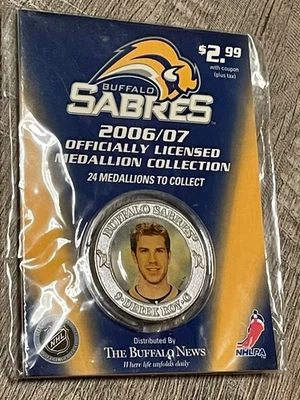 $2.99
with coupon
(plus tax)
BUFFALO
SABRES
2006/07
OFFICIALLY LICENSED
MEDALLION COLLECTION
24 MEDALLIONS TO COLLECT
BUFFALO SABRES
9-DEREK ROY-C
Distributed By
THE BUFFALO NEWS
Where life unfolds daily
NHL
NHLPA